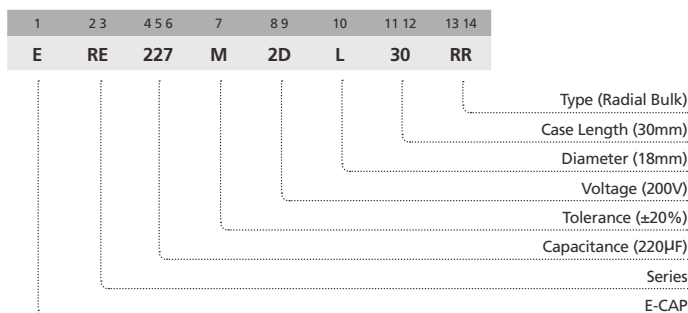 1 2 3 4 5 6 7 8 9 10 11 12 13 14
E RE 227 M 2D L 30 RR
Type (Radial Bulk)
Case Length (30mm)
Diameter (18mm)
Voltage (200V)
Tolerance (±20%)
Capacitance (220µF)
Series
E-CAP